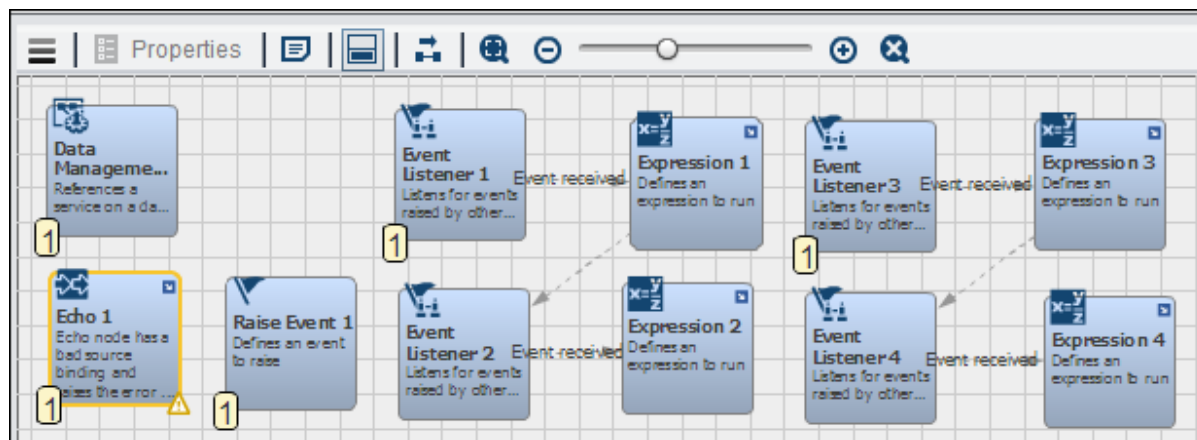 Properties
Data
Manageme...
References a
service on a da...
1
Event
Listener 1
Listens for events
raised by other...
1
Event received
x=y/z
Expression 1
Defines an
expression to run
Event
Listener 3
Listens for events
raised by other...
1
Event received
x=y/z
Expression 3
Defines an
expression to run
Echo 1
Echo node has a
bad source
binding and
raises the error ...
1
Raise Event 1
Defines an event
to raise
1
Event
Listener 2
Listens for events
raised by other...
Event received
x=y/z
Expression 2
Defines an
expression to run
Event
Listener 4
Listens for events
raised by other...
Event received
x=y/z
Expression 4
Defines an
expression to run